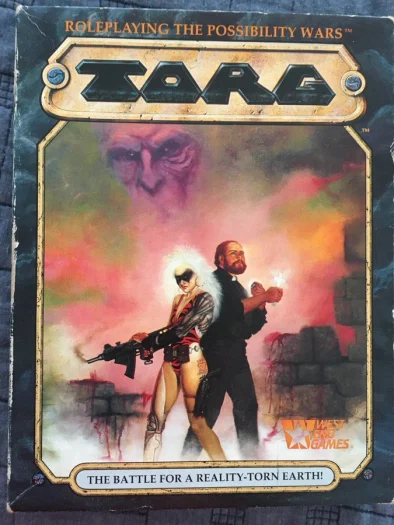 ROLEPLAYING THE POSSIBILITY WARS™
TORG
™
WEST
END
GAMES
THE BATTLE FOR A REALITY-TORN EARTH!